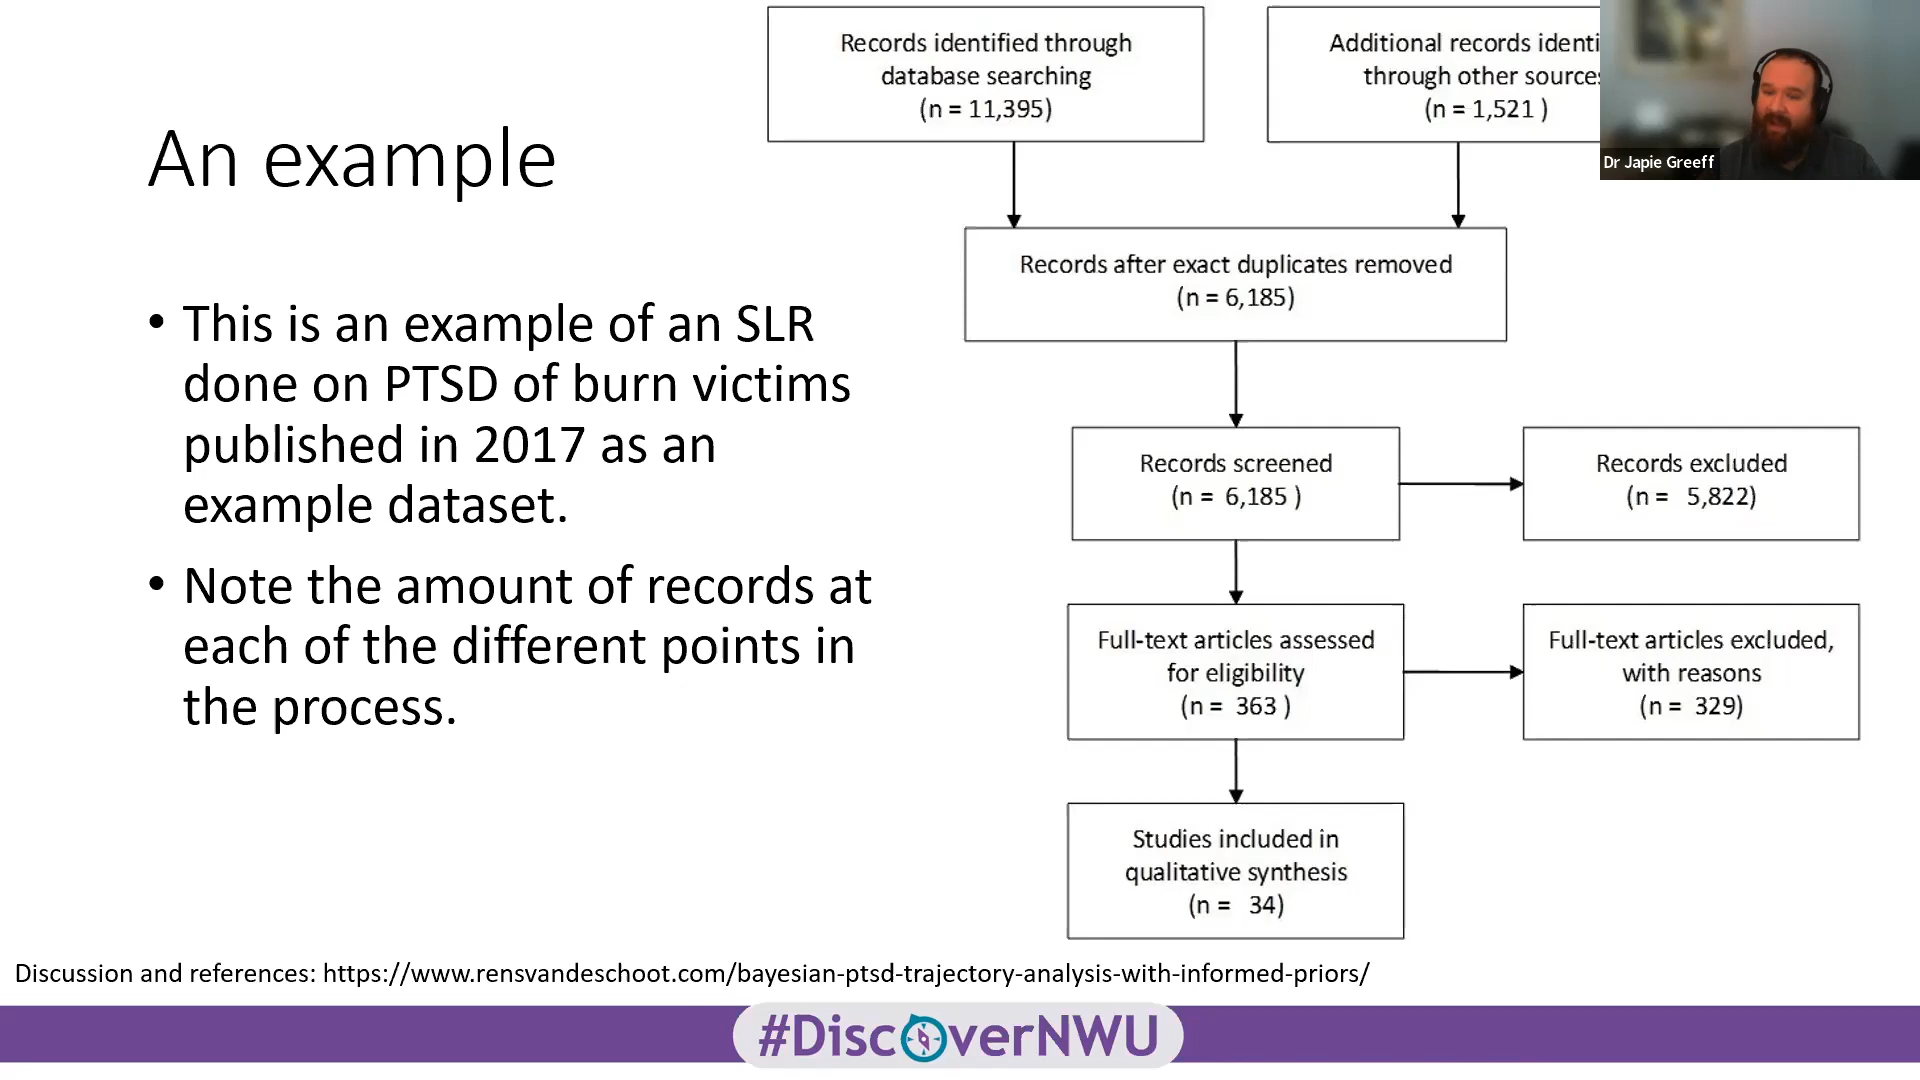 An example
• This is an example of an SLR
done on PTSD of burn victims
published in 2017 as an
example dataset.
• Note the amount of records at
each of the different points in
the process.
Records identified through
database searching
(n = 11,395)
Additional records identi
through other sources
(n = 1,521 )
Dr Japie Greeff
Records after exact duplicates removed
(n = 6,185)
Records screened
(n = 6,185 )
Records excluded
(n = 5,822)
Full-text articles assessed
for eligibility
(n = 363 )
Full-text articles excluded,
with reasons
(n = 329)
Studies included in
qualitative synthesis
(n = 34)
Discussion and references: https://www.rensvandeschoot.com/bayesian-ptsd-trajectory-analysis-with-informed-priors/
#DiscoverNWU